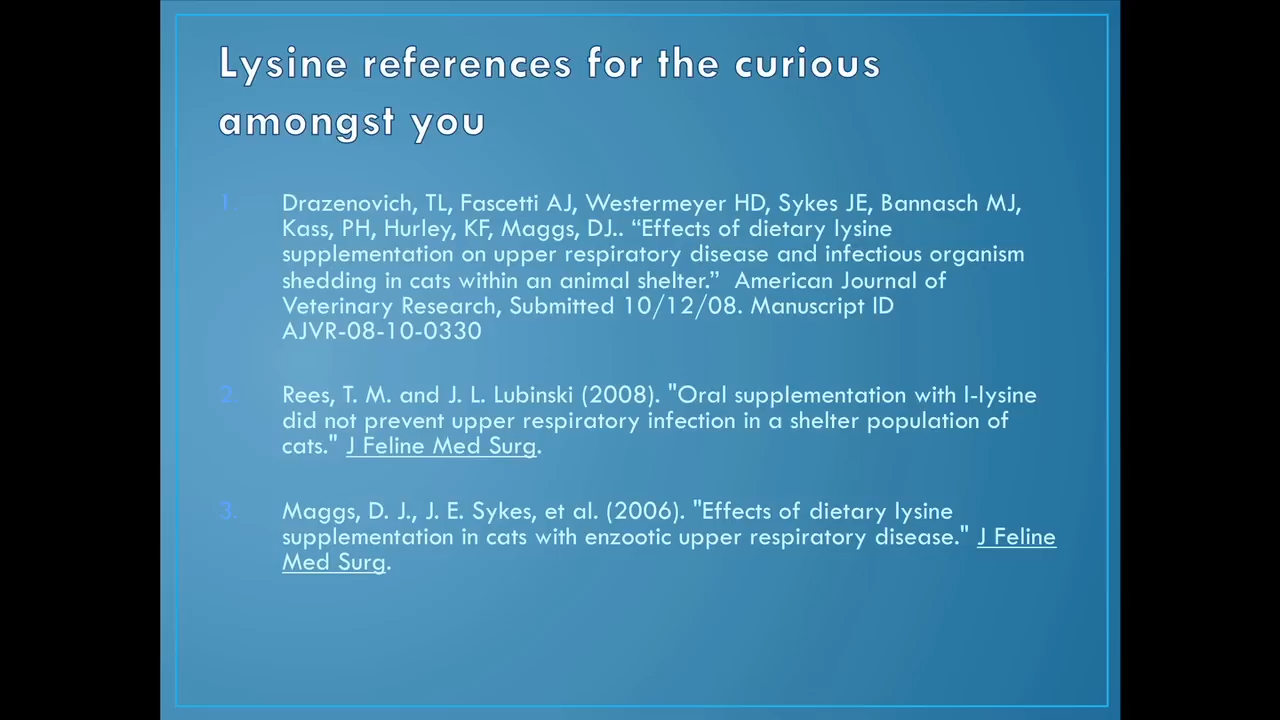 Lysine references for the curious
amongst you
1. Drazenovich, TL, Fascetti AJ, Westermeyer HD, Sykes JE, Bannasch MJ,
Kass, PH, Hurley, KF, Maggs, DJ.. “Effects of dietary lysine
supplementation on upper respiratory disease and infectious organism
shedding in cats within an animal shelter.”  American Journal of
Veterinary Research, Submitted 10/12/08. Manuscript ID
AJVR-08-10-0330
2. Rees, T. M. and J. L. Lubinski (2008). "Oral supplementation with l-lysine
did not prevent upper respiratory infection in a shelter population of
cats." J Feline Med Surg.
3. Maggs, D. J., J. E. Sykes, et al. (2006). "Effects of dietary lysine
supplementation in cats with enzootic upper respiratory disease." J Feline
Med Surg.